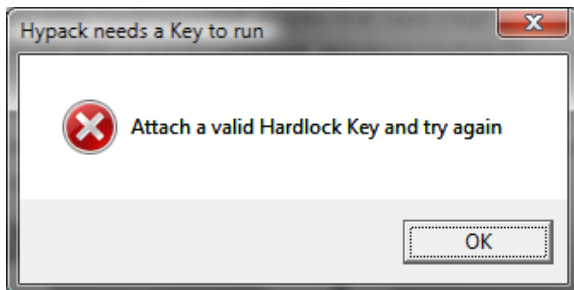 Hypack needs a Key to run
Attach a valid Hardlock Key and try again
OK